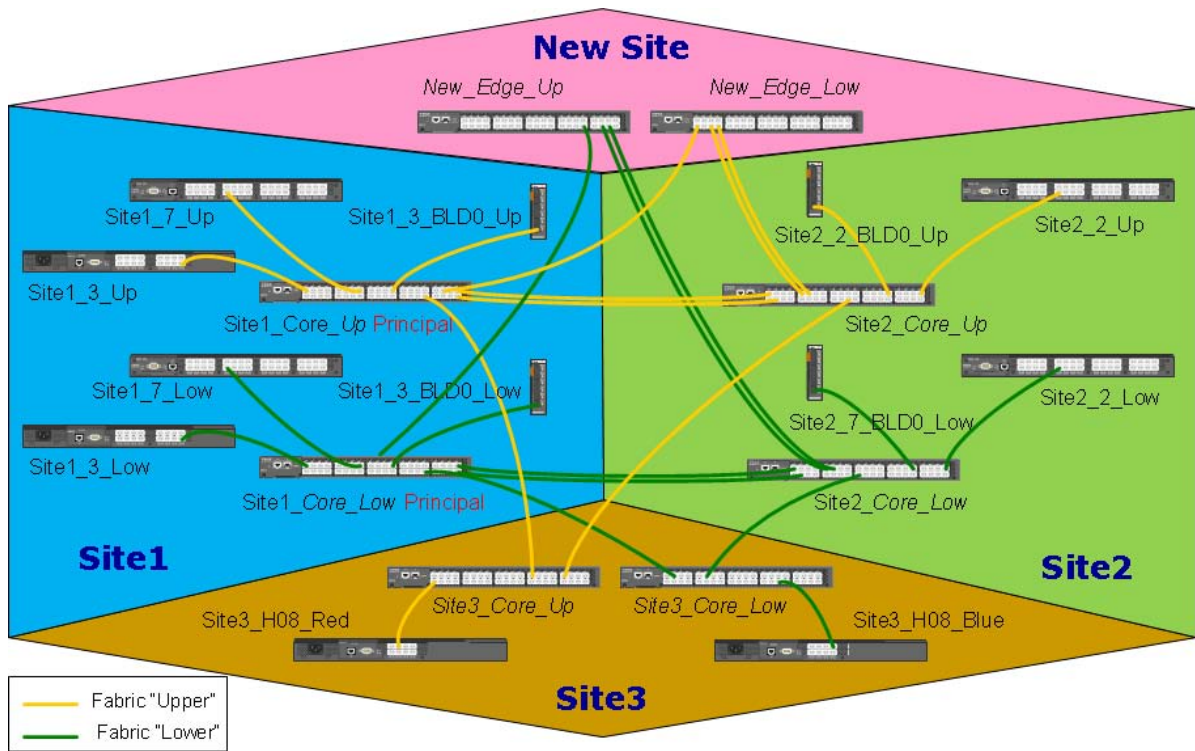 New Site
New_Edge_Up
New_Edge_Low
Site1_7_Up
Site1_3_BLD0_Up
Site2_2_BLD0_Up
Site2_2_Up
Site1_3_Up
Site1_Core_Up Principal
Site2_Core_Up
Site1_7_Low
Site1_3_BLD0_Low
Site2_7_BLD0_Low
Site2_2_Low
Site1_3_Low
Site1_Core_Low Principal
Site2_Core_Low
Site1
Site2
Site3_Core_Up
Site3_Core_Low
Site3_H08_Red
Site3_H08_Blue
Site3
Fabric "Upper"
Fabric "Lower"